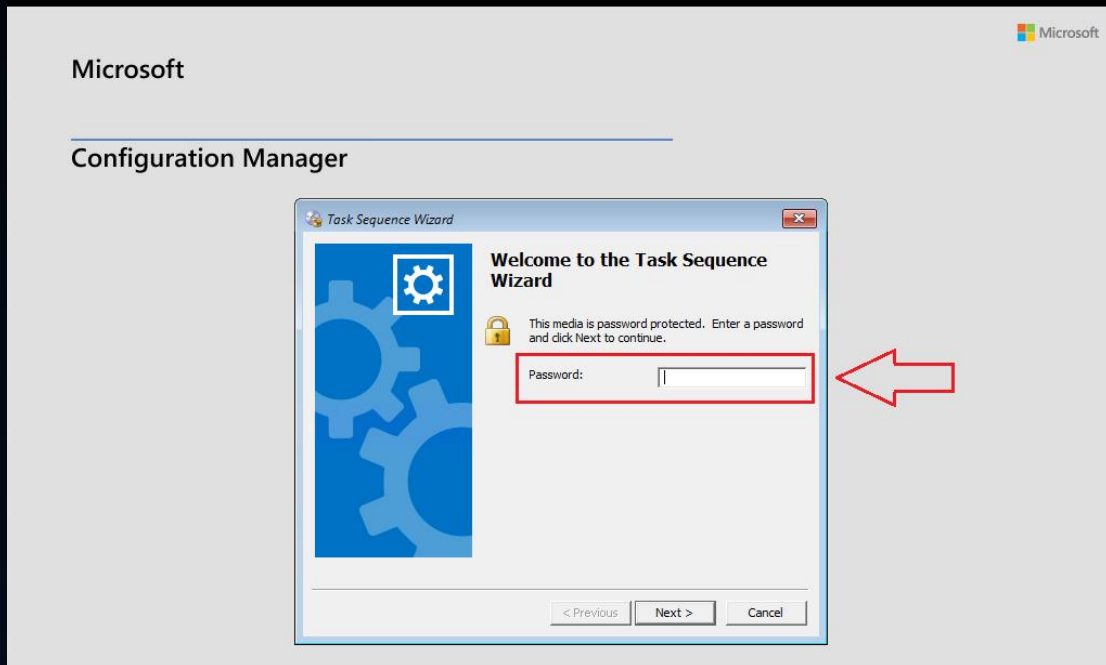 Microsoft
Microsoft
Configuration Manager
Task Sequence Wizard
Welcome to the Task Sequence
Wizard
This media is password protected. Enter a password
and click Next to continue.
Password:
< Previous
Next >
Cancel